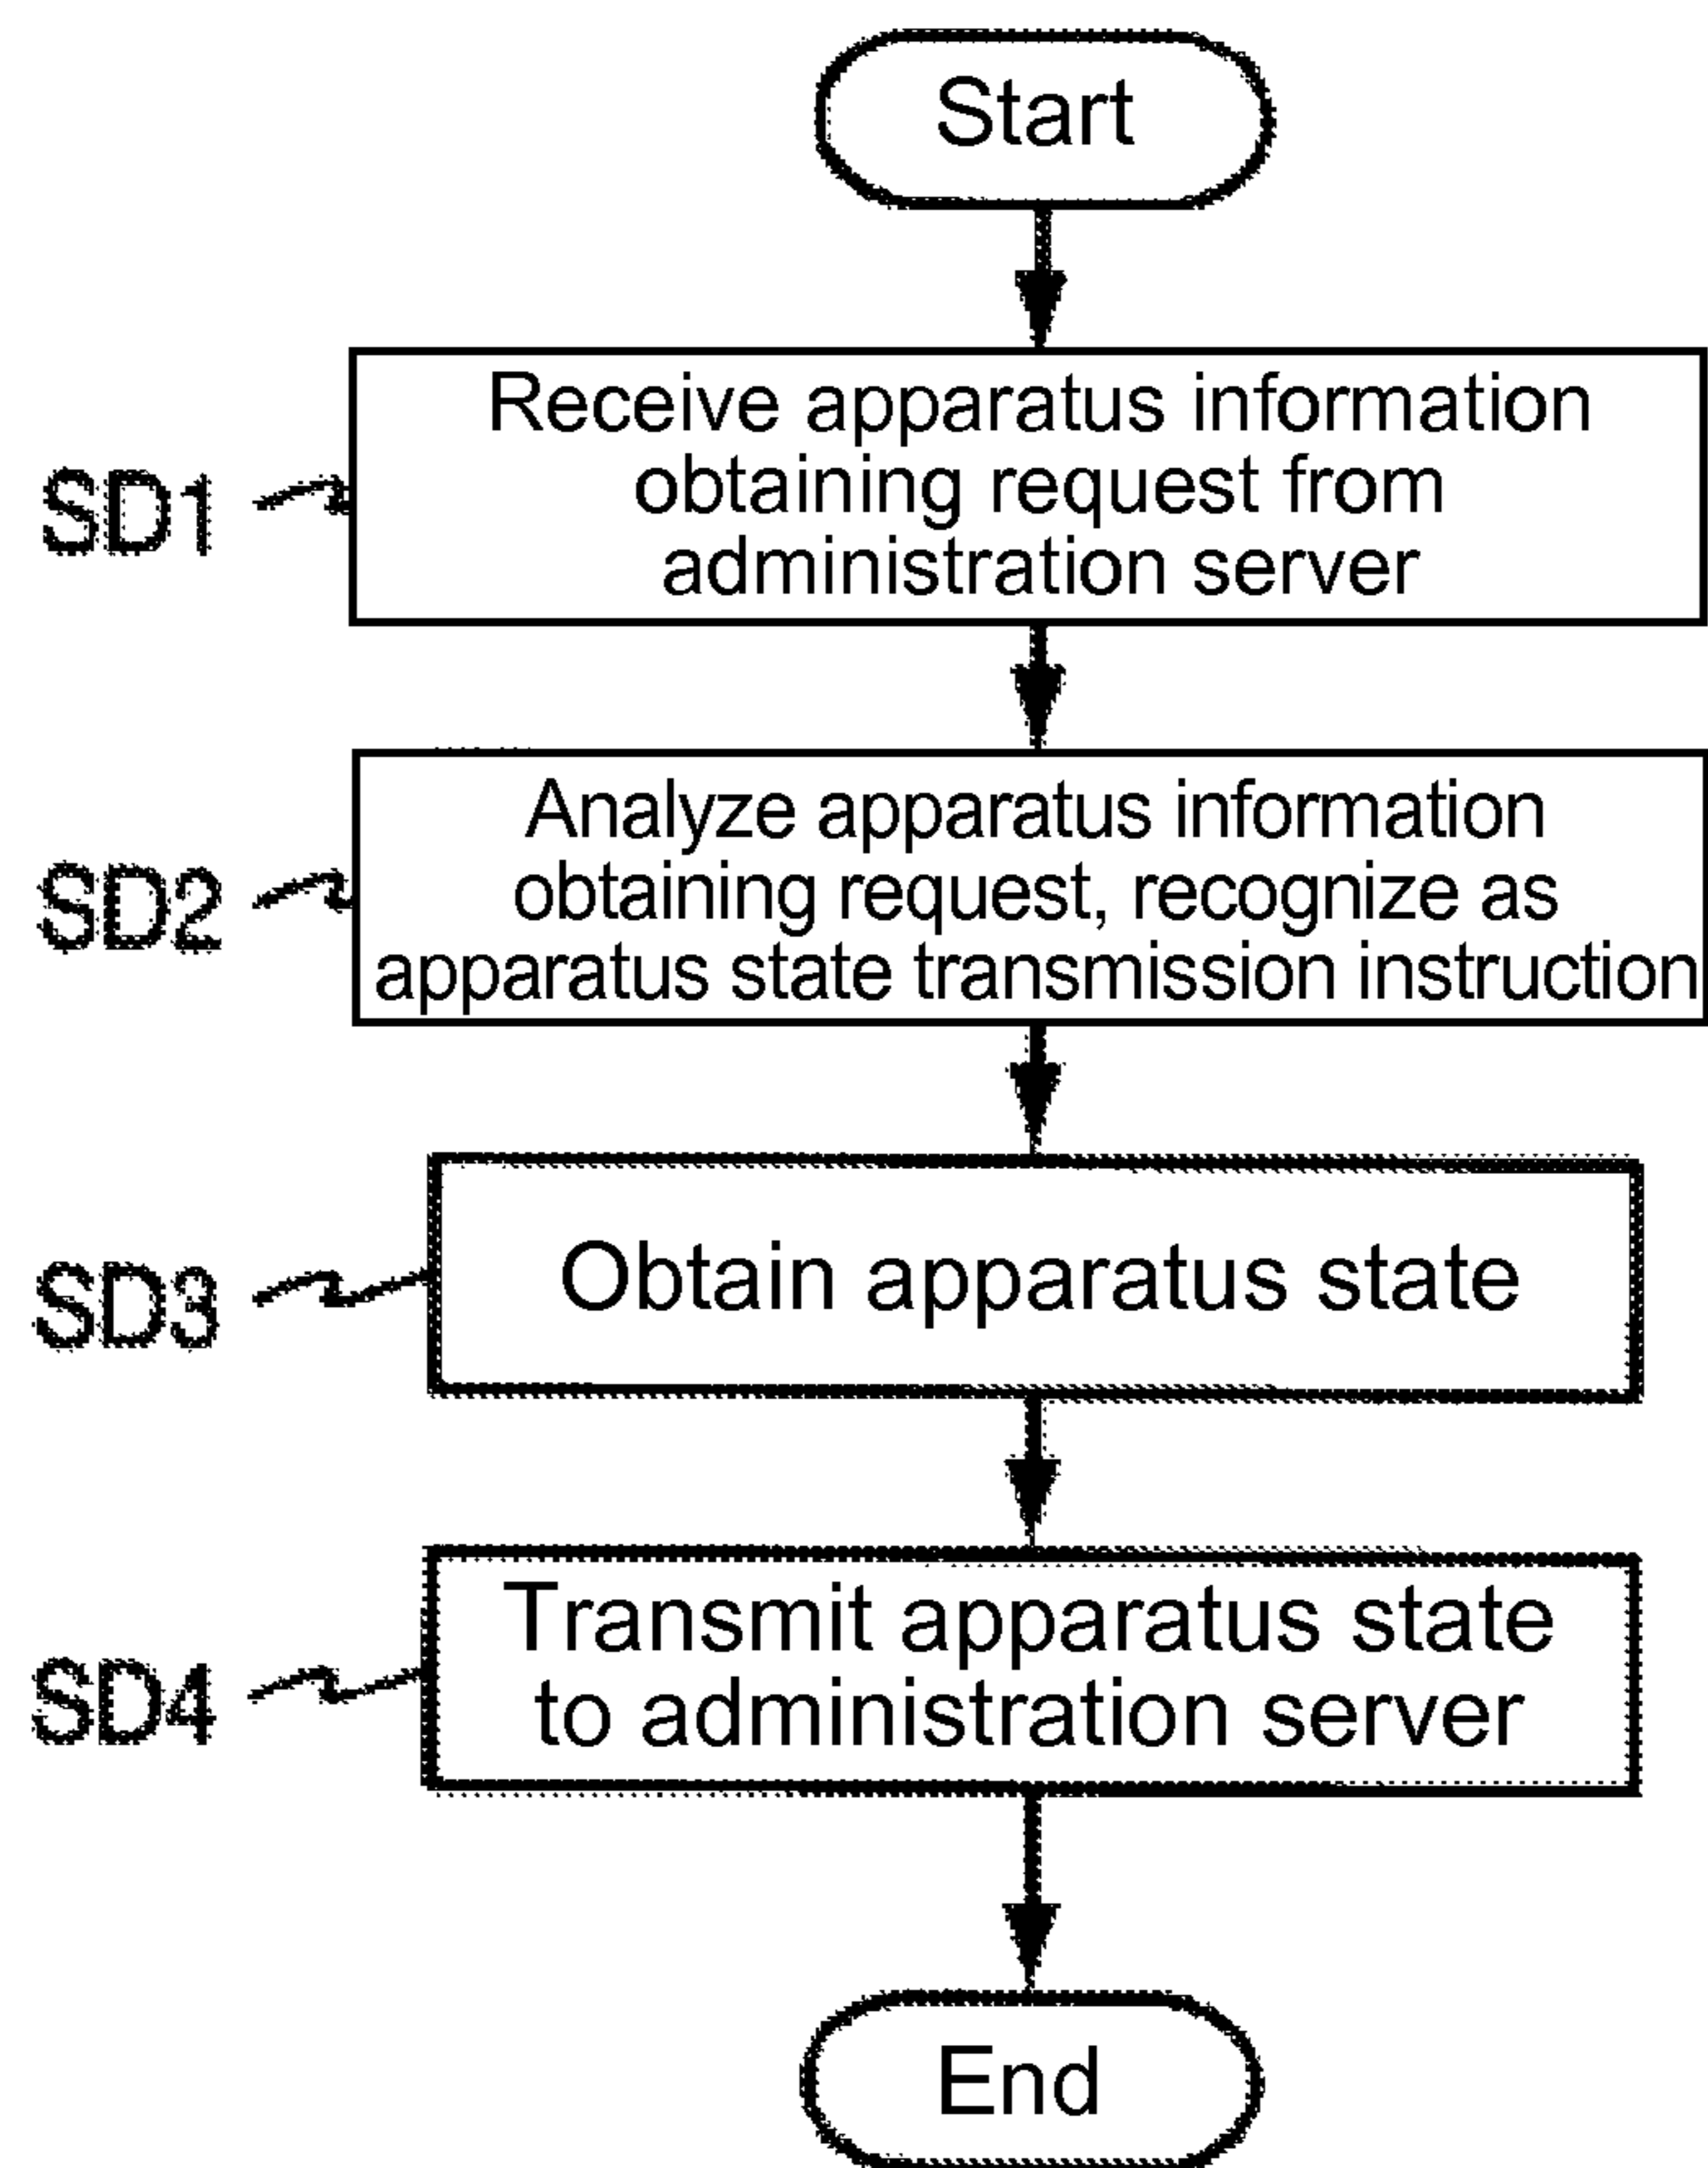 Start
Receive apparatus information
obtaining request from
administration server
SD1
Analyze apparatus information
obtaining request, recognize as
apparatus state transmission instruction
SD2
Obtain apparatus state
SD3
Transmit apparatus state
to administration server
SD4
End